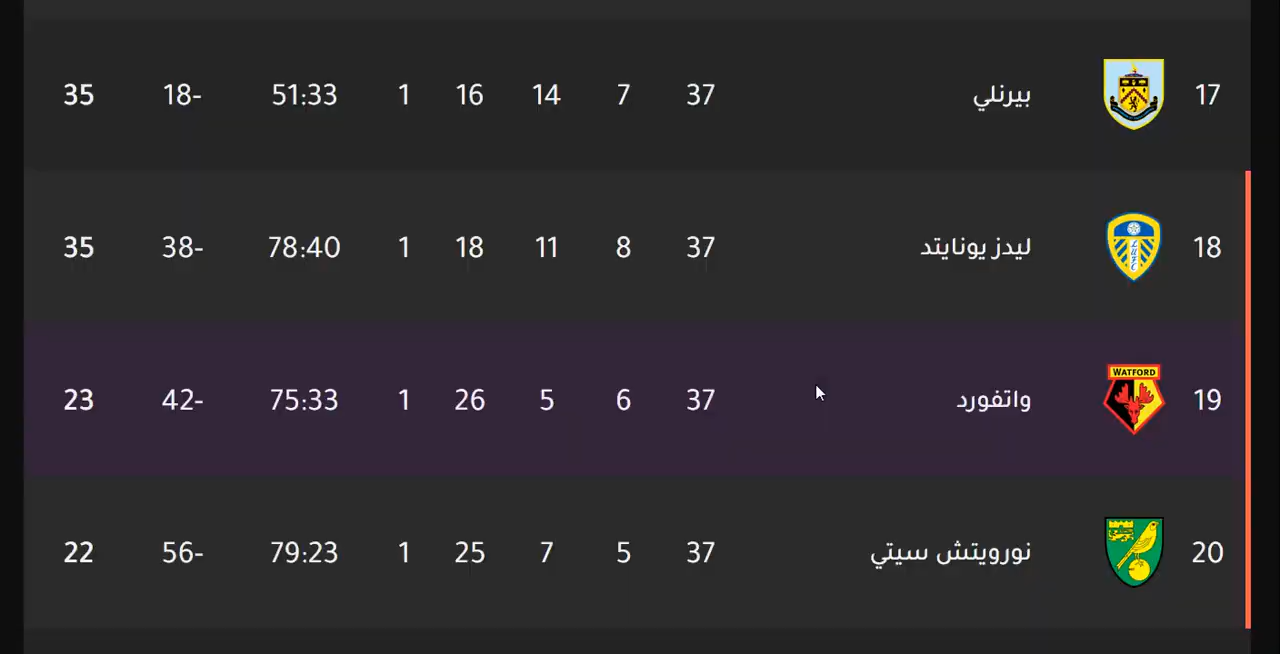 17 بيرنلي 37 7 14 16 1 51:33 18- 35
18 ليدز يونايتد 37 8 11 18 1 78:40 38- 35
19 WATFORD واتفورد 37 6 5 26 1 75:33 42- 23
20 نورويتش سيتي 37 5 7 25 1 79:23 56- 22